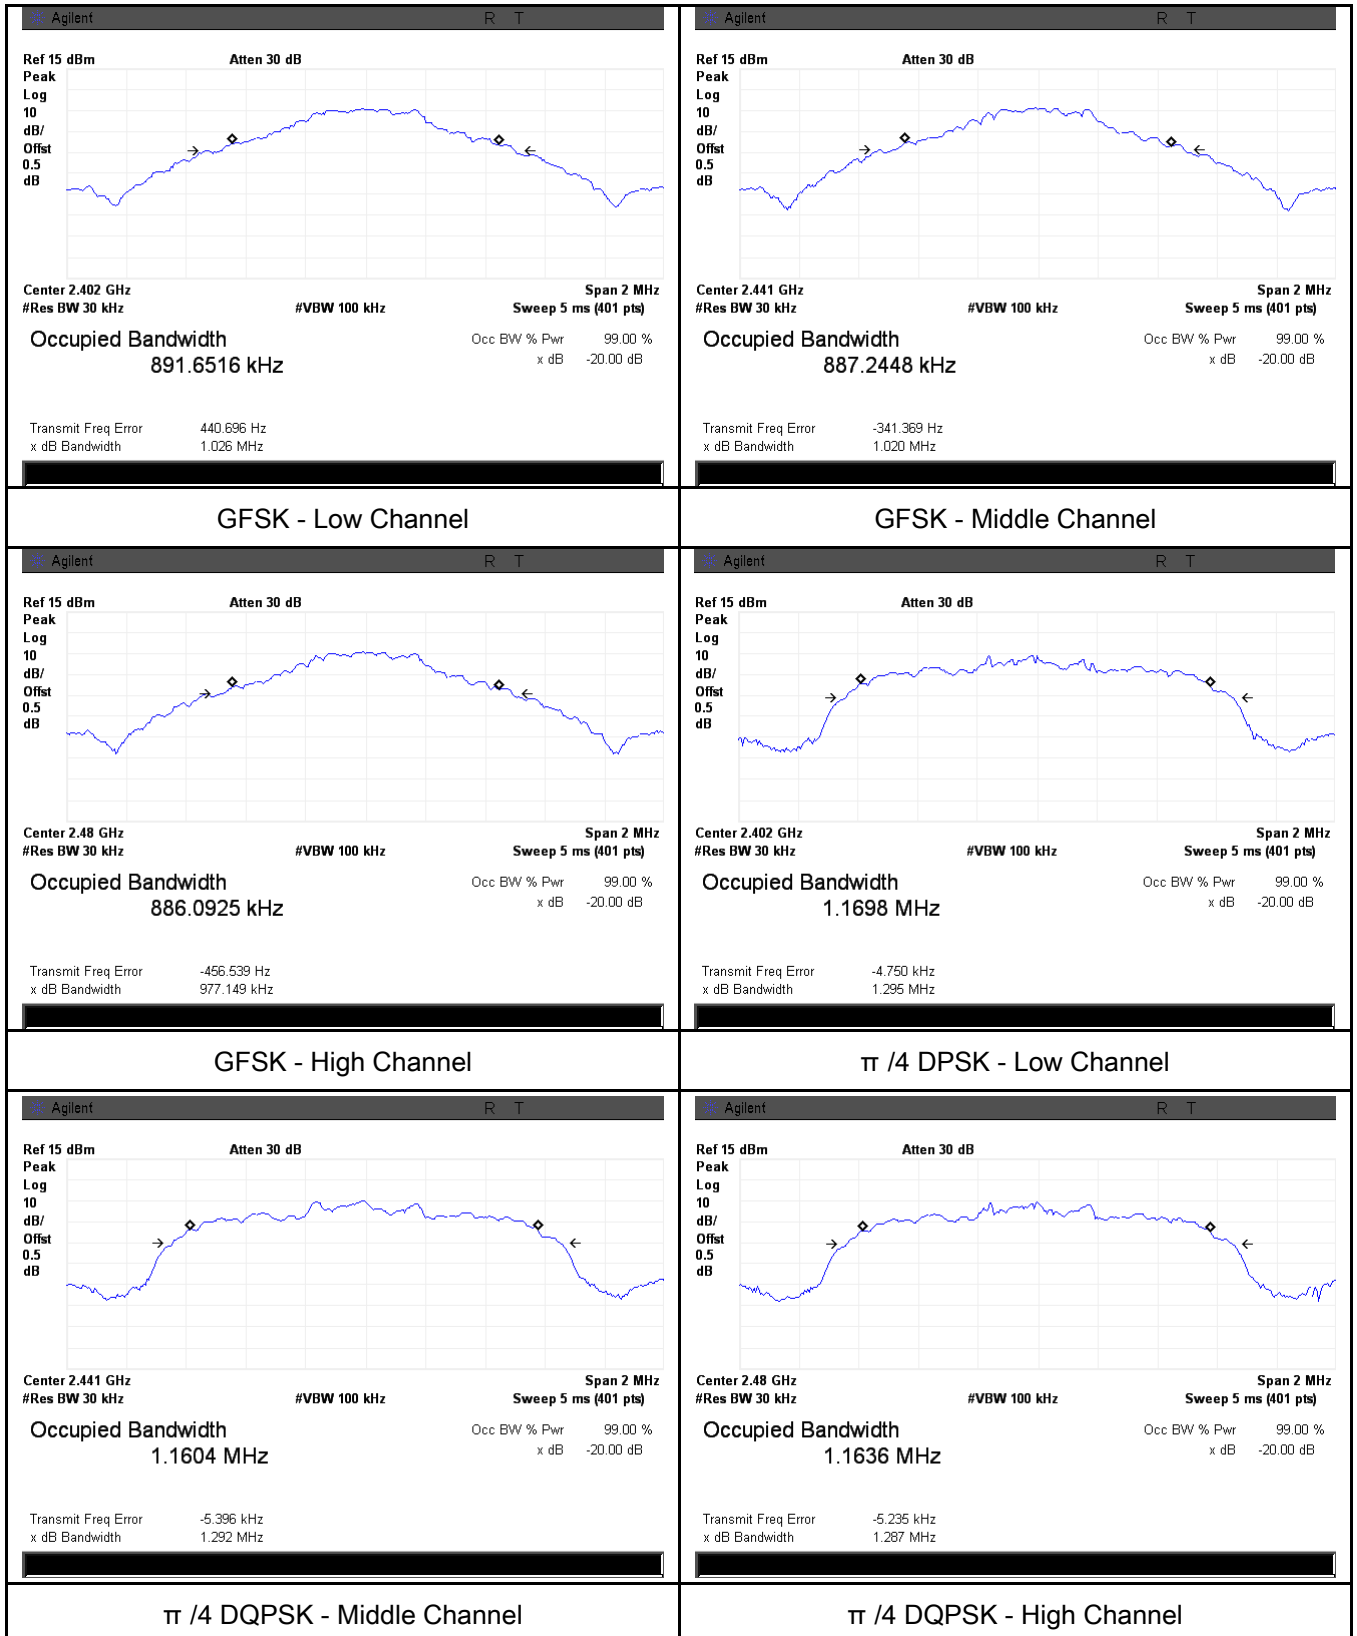 Agilent R T
Ref 15 dBm Atten 30 dB
Peak
Log
10
dB/
Offst
0.5
dB
Center 2.402 GHz Span 2 MHz
#Res BW 30 kHz #VBW 100 kHz Sweep 5 ms (401 pts)
Occupied Bandwidth Occ BW % Pwr 99.00 %
891.6516 kHz x dB -20.00 dB
Transmit Freq Error 440.696 Hz
x dB Bandwidth 1.026 MHz
GFSK - Low Channel
Agilent R T
Ref 15 dBm Atten 30 dB
Peak
Log
10
dB/
Offst
0.5
dB
Center 2.441 GHz Span 2 MHz
#Res BW 30 kHz #VBW 100 kHz Sweep 5 ms (401 pts)
Occupied Bandwidth Occ BW % Pwr 99.00 %
887.2448 kHz x dB -20.00 dB
Transmit Freq Error -341.369 Hz
x dB Bandwidth 1.020 MHz
GFSK - Middle Channel
Agilent R T
Ref 15 dBm Atten 30 dB
Peak
Log
10
dB/
Offst
0.5
dB
Center 2.48 GHz Span 2 MHz
#Res BW 30 kHz #VBW 100 kHz Sweep 5 ms (401 pts)
Occupied Bandwidth Occ BW % Pwr 99.00 %
886.0925 kHz x dB -20.00 dB
Transmit Freq Error -456.539 Hz
x dB Bandwidth 977.149 kHz
GFSK - High Channel
Agilent R T
Ref 15 dBm Atten 30 dB
Peak
Log
10
dB/
Offst
0.5
dB
Center 2.402 GHz Span 2 MHz
#Res BW 30 kHz #VBW 100 kHz Sweep 5 ms (401 pts)
Occupied Bandwidth Occ BW % Pwr 99.00 %
1.1698 MHz x dB -20.00 dB
Transmit Freq Error -4.750 kHz
x dB Bandwidth 1.295 MHz
π /4 DPSK - Low Channel
Agilent R T
Ref 15 dBm Atten 30 dB
Peak
Log
10
dB/
Offst
0.5
dB
Center 2.441 GHz Span 2 MHz
#Res BW 30 kHz #VBW 100 kHz Sweep 5 ms (401 pts)
Occupied Bandwidth Occ BW % Pwr 99.00 %
1.1604 MHz x dB -20.00 dB
Transmit Freq Error -5.396 kHz
x dB Bandwidth 1.292 MHz
π /4 DQPSK - Middle Channel
Agilent R T
Ref 15 dBm Atten 30 dB
Peak
Log
10
dB/
Offst
0.5
dB
Center 2.48 GHz Span 2 MHz
#Res BW 30 kHz #VBW 100 kHz Sweep 5 ms (401 pts)
Occupied Bandwidth Occ BW % Pwr 99.00 %
1.1636 MHz x dB -20.00 dB
Transmit Freq Error -5.235 kHz
x dB Bandwidth 1.287 MHz
π /4 DQPSK - High Channel